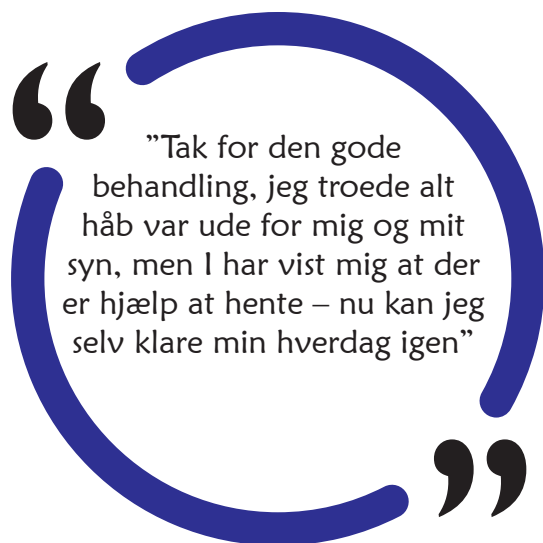 ”Tak for den gode
behandling, jeg troede alt
håb var ude for mig og mit
syn, men I har vist mig at der
er hjælp at hente – nu kan jeg
selv klare min hverdag igen”